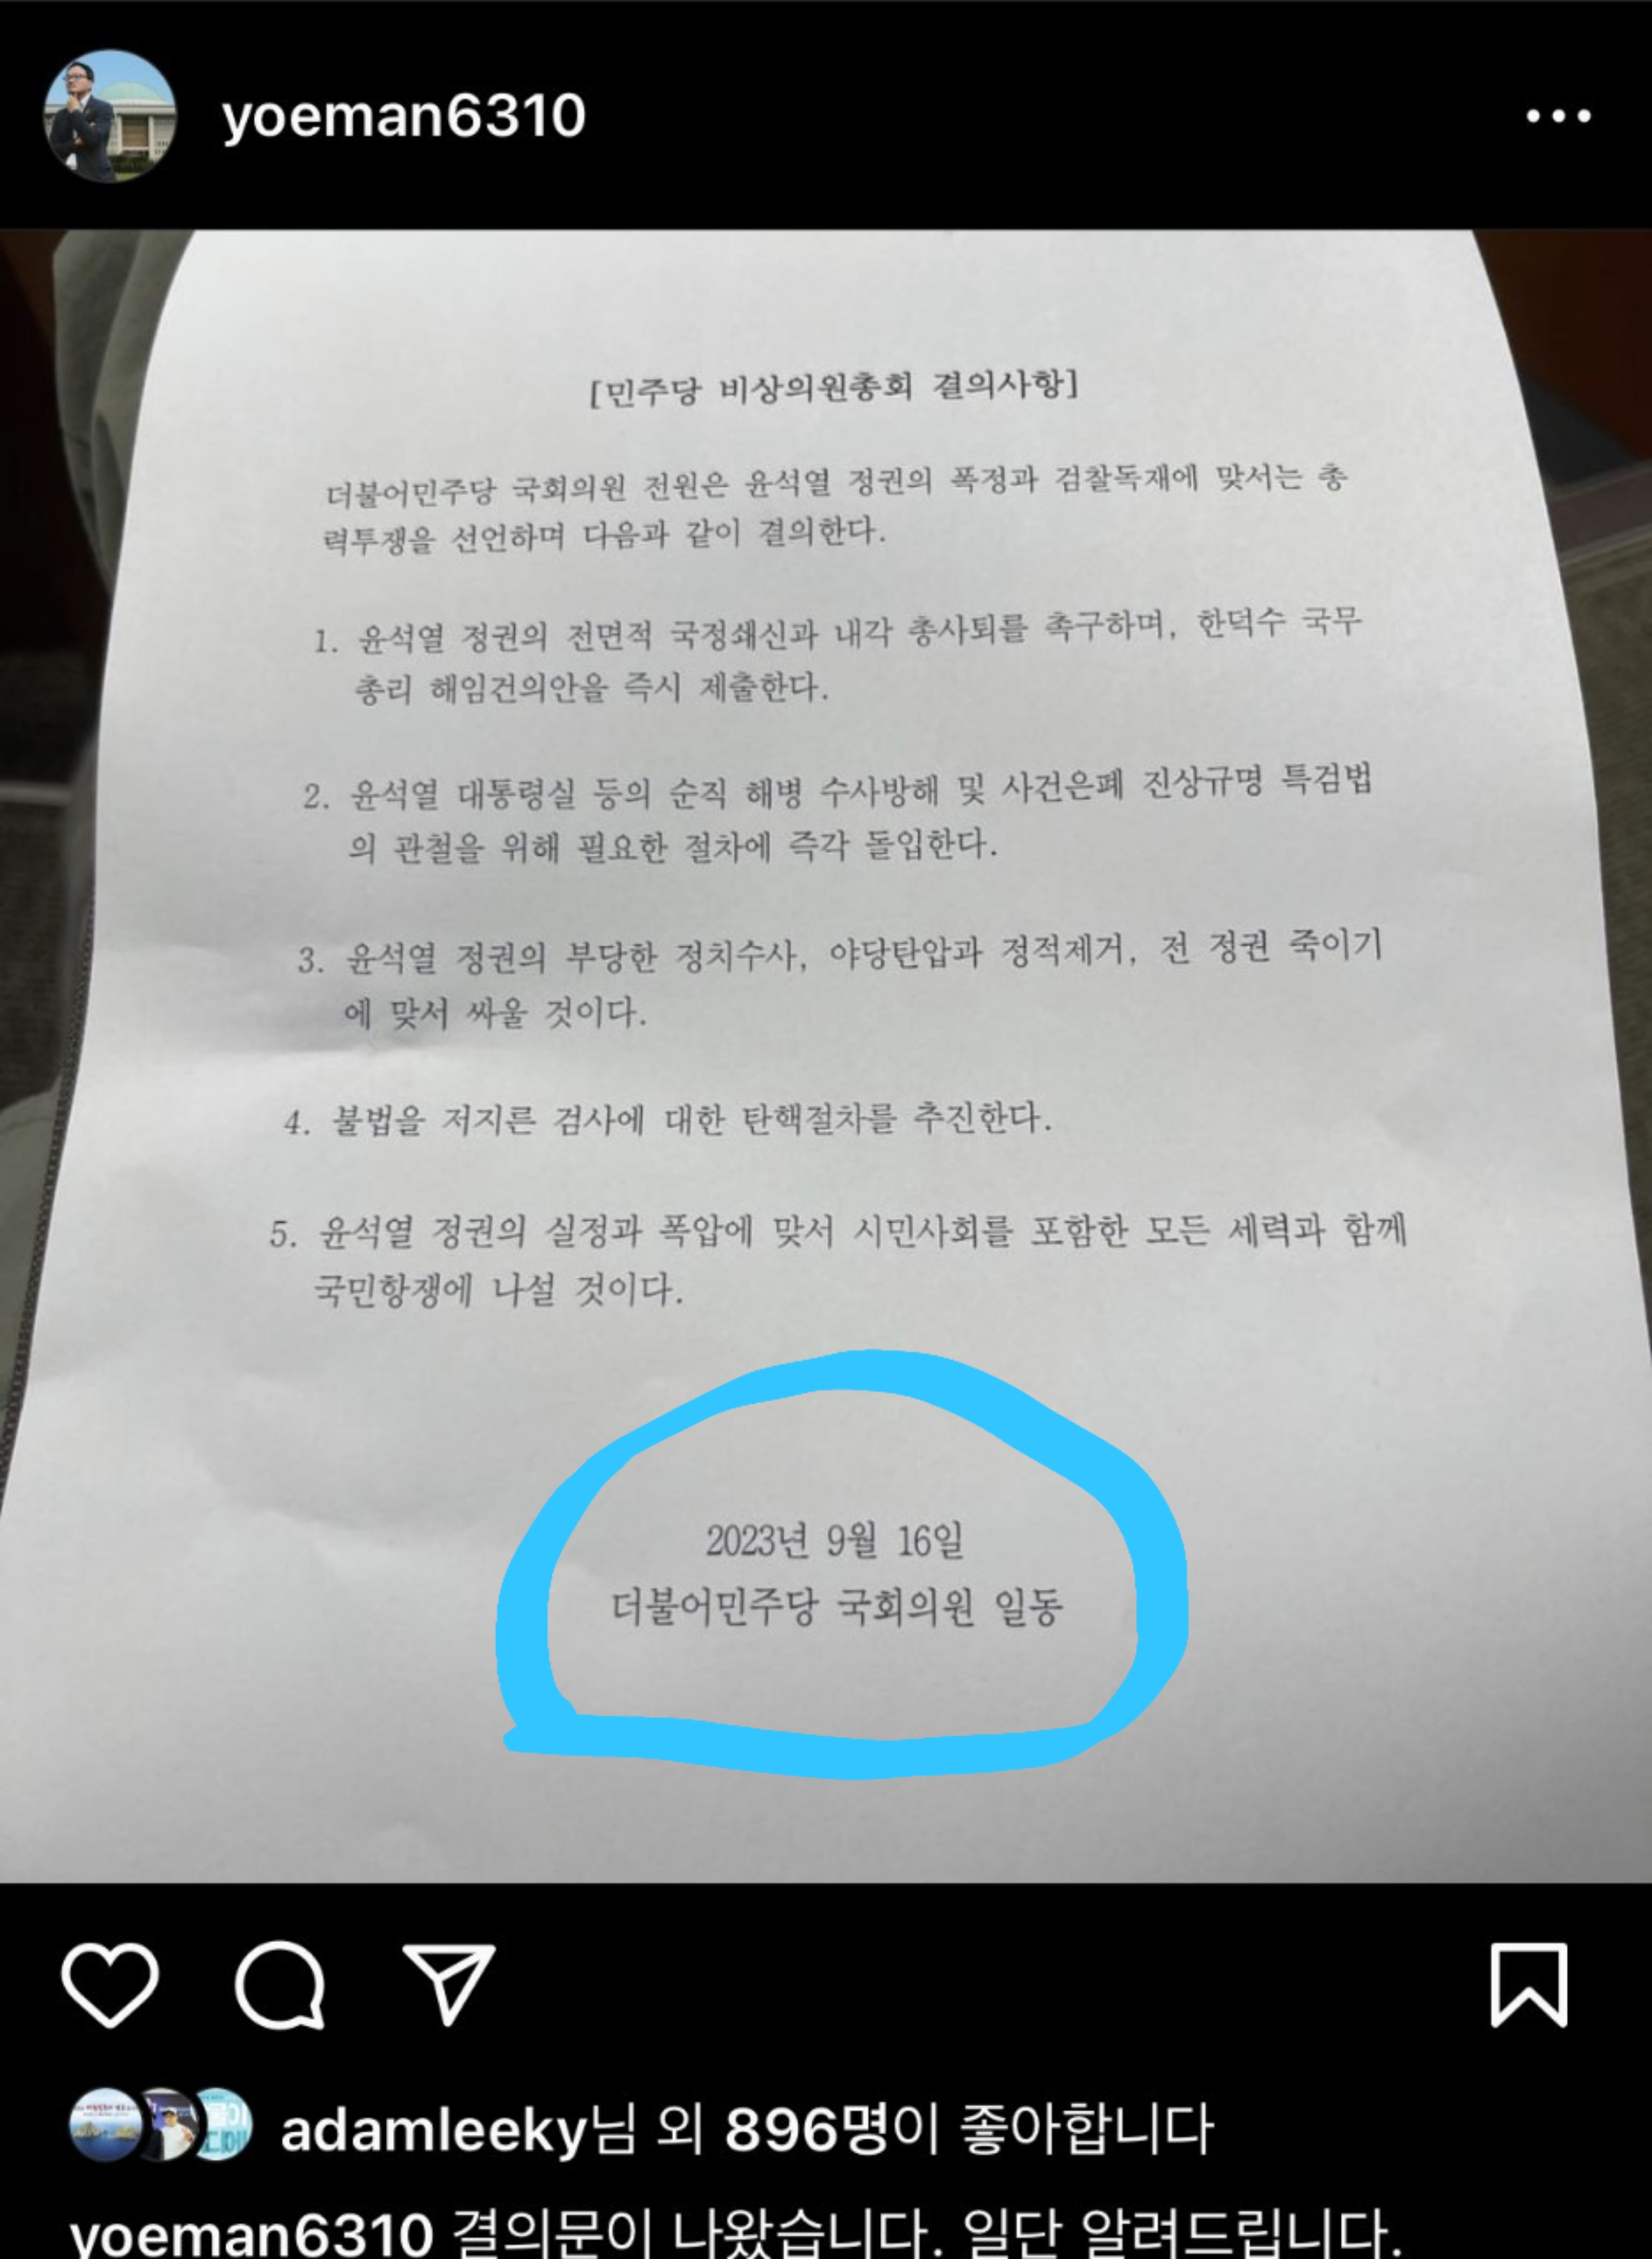 yoeman6310
[민주당 비상의원총회 결의사항]
더불어민주당 국회의원 전원은 윤석열 정권의 폭정과 검찰독재에 맞서는 총
력투쟁을 선언하며 다음과 같이 결의한다.
1. 윤석열 정권의 전면적 국정쇄신과 내각 총사퇴를 촉구하며, 한덕수 국무
총리 해임건의안을 즉시 제출한다.
2. 윤석열 대통령실 등의 순직 해병 수사방해 및 사건은폐 진상규명 특검법
의 관철을 위해 필요한 절차에 즉각 돌입한다.
3. 윤석열 정권의 부당한 정치수사, 야당탄압과 정적제거, 전 정권 죽이기
에 맞서 싸울 것이다.
4. 불법을 저지른 검사에 대한 탄핵절차를 추진한다.
5. 윤석열 정권의 실정과 폭압에 맞서 시민사회를 포함한 모든 세력과 함께
국민항쟁에 나설 것이다.
2023년 9월 16일
더불어민주당 국회의원 일동
adamleeky님 외 896명이 좋아합니다
yoeman6310 결의문이 나왔습니다. 일단 알려드립니다.